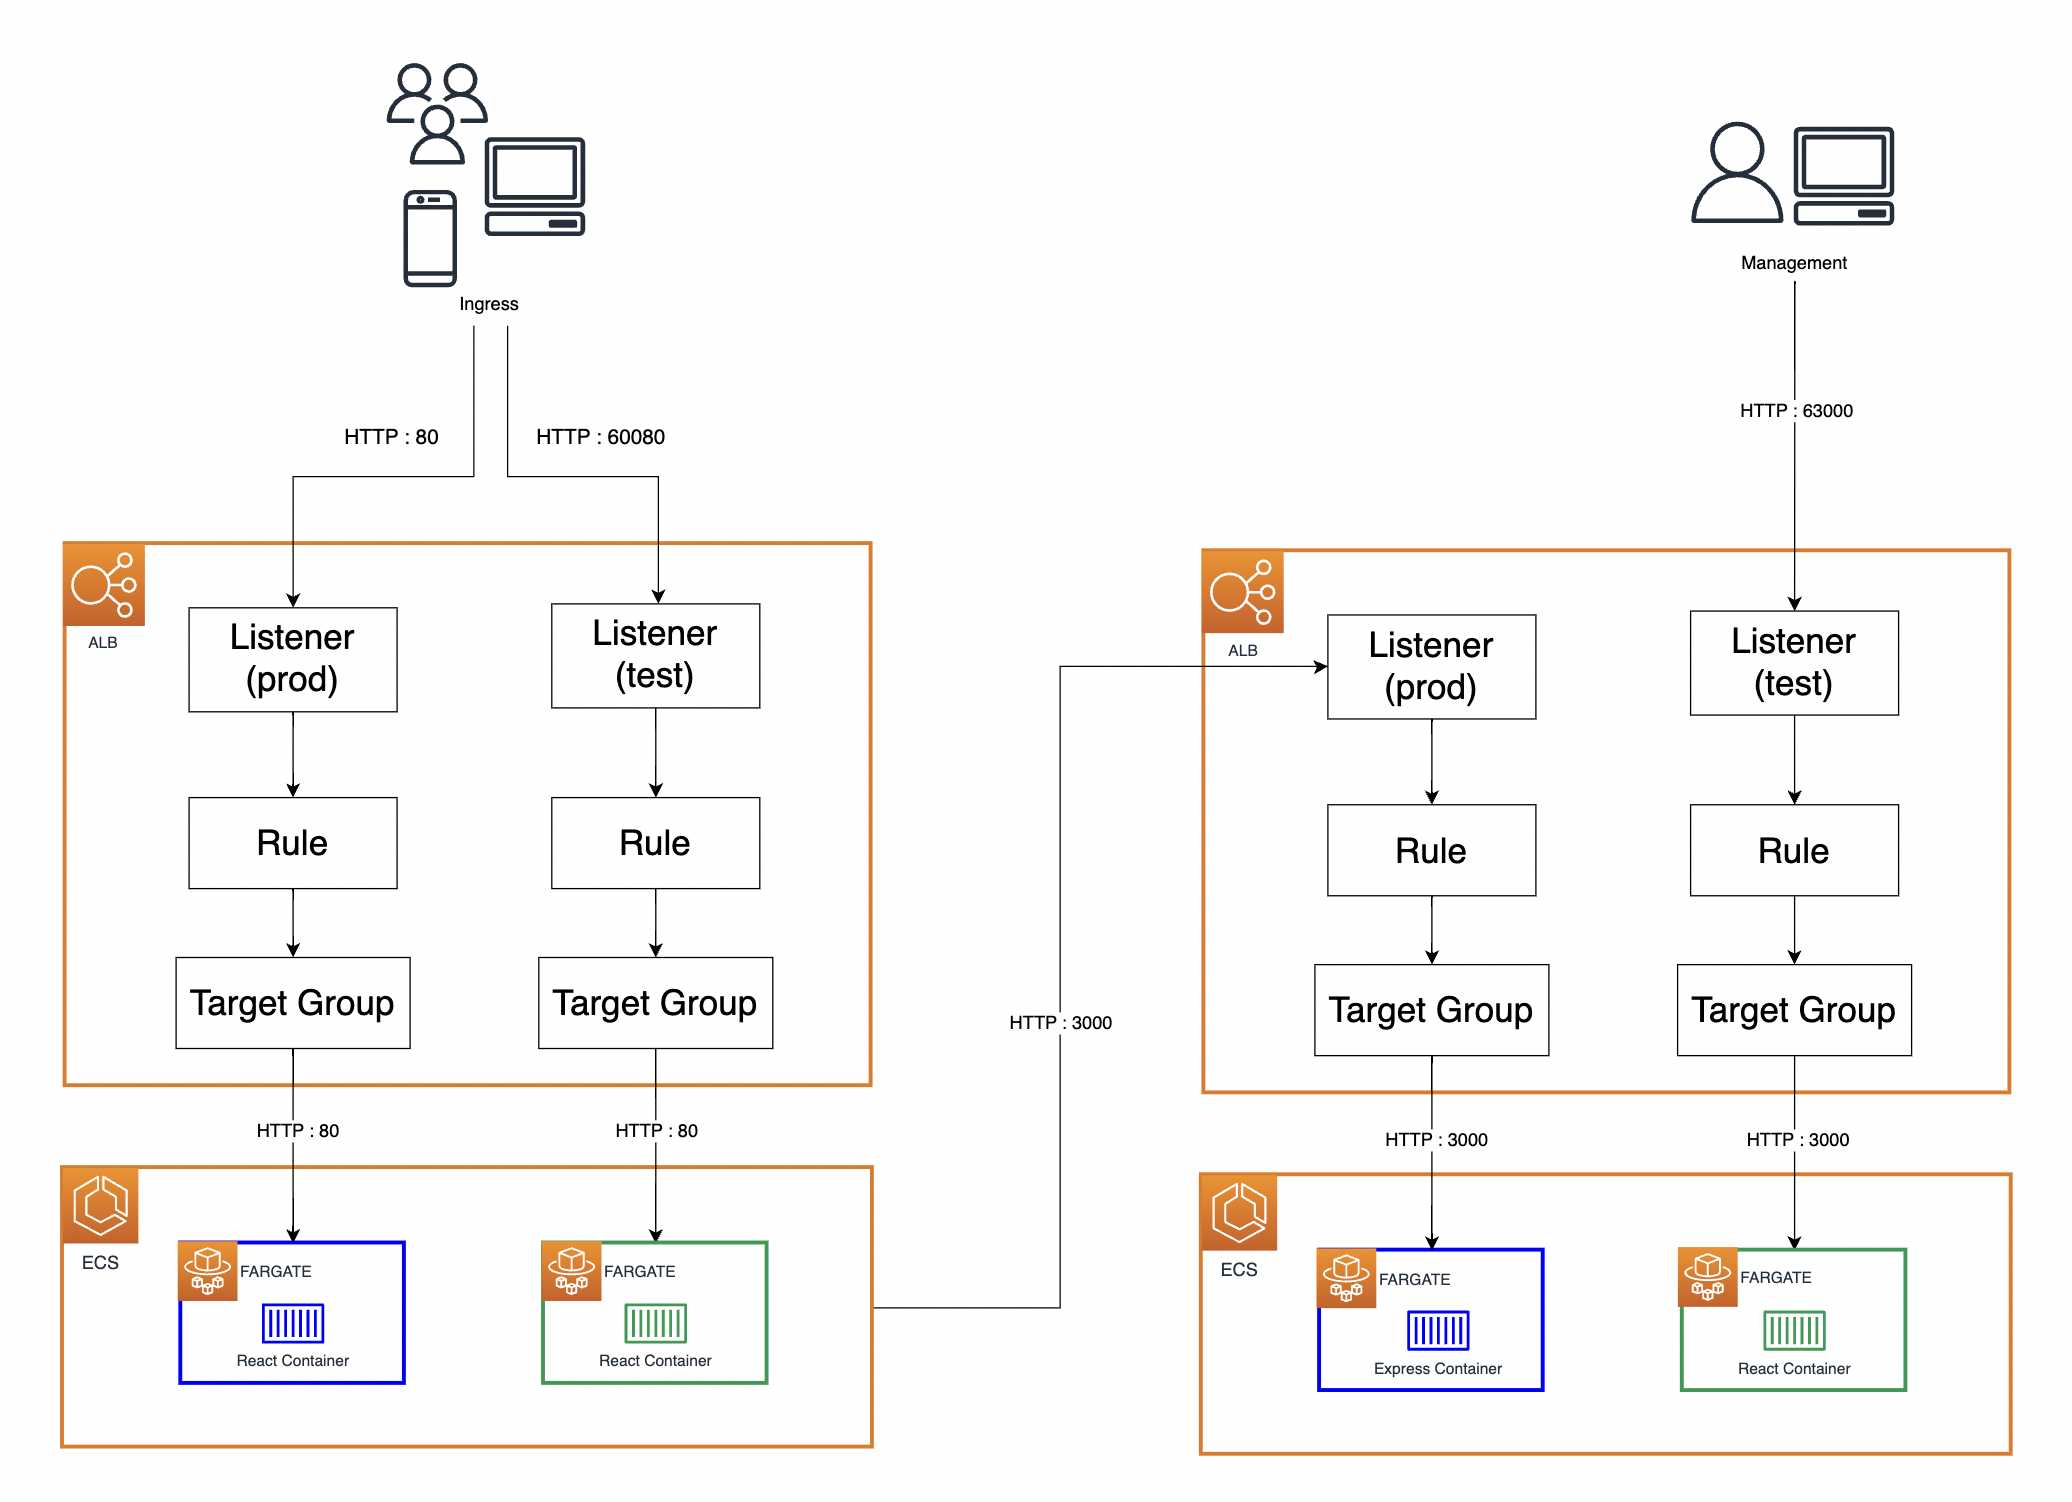 Ingress
Management
HTTP : 80
HTTP : 60080
HTTP : 63000
ALB
Listener
(prod)
Listener
(test)
Rule
Rule
Target Group
Target Group
HTTP : 80
HTTP : 80
ECS
FARGATE
React Container
FARGATE
React Container
HTTP : 3000
ALB
Listener
(prod)
Listener
(test)
Rule
Rule
Target Group
Target Group
HTTP : 3000
HTTP : 3000
ECS
FARGATE
Express Container
FARGATE
React Container